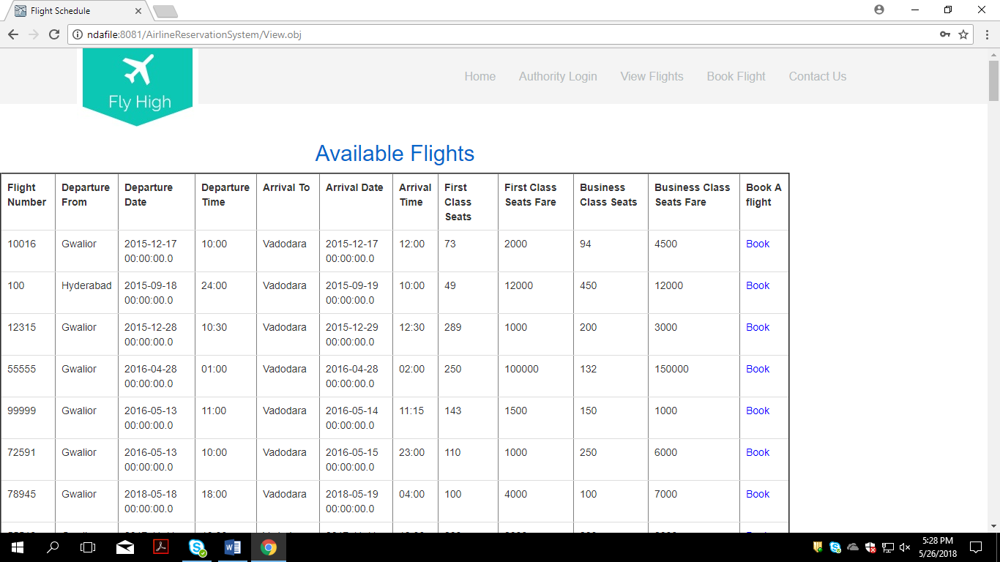 Flight Schedule
ndafile:8081/AirlineReservationSystem/View.obj
Fly High
Home Authority Login View Flights Book Flight Contact Us
Available Flights
Flight Number Departure From Departure Date Departure Time Arrival To Arrival Date Arrival Time First Class Seats First Class Seats Fare Business Class Seats Business Class Seats Fare Book A flight
10016 Gwalior 2015-12-17 00:00:00.0 10:00 Vadodara 2015-12-17 00:00:00.0 12:00 73 2000 94 4500 Book
100 Hyderabad 2015-09-18 00:00:00.0 24:00 Vadodara 2015-09-19 00:00:00.0 10:00 49 12000 450 12000 Book
12315 Gwalior 2015-12-28 00:00:00.0 10:30 Vadodara 2015-12-29 00:00:00.0 12:30 289 1000 200 3000 Book
55555 Gwalior 2016-04-28 00:00:00.0 01:00 Vadodara 2016-04-28 00:00:00.0 02:00 250 100000 132 150000 Book
99999 Gwalior 2016-05-13 00:00:00.0 11:00 Vadodara 2016-05-14 00:00:00.0 11:15 143 1500 150 1000 Book
72591 Gwalior 2016-05-13 00:00:00.0 10:00 Vadodara 2016-05-15 00:00:00.0 23:00 110 1000 250 6000 Book
78945 Gwalior 2018-05-18 00:00:00.0 18:00 Vadodara 2018-05-19 00:00:00.0 04:00 100 4000 100 7000 Book
5:28 PM
5/26/2018